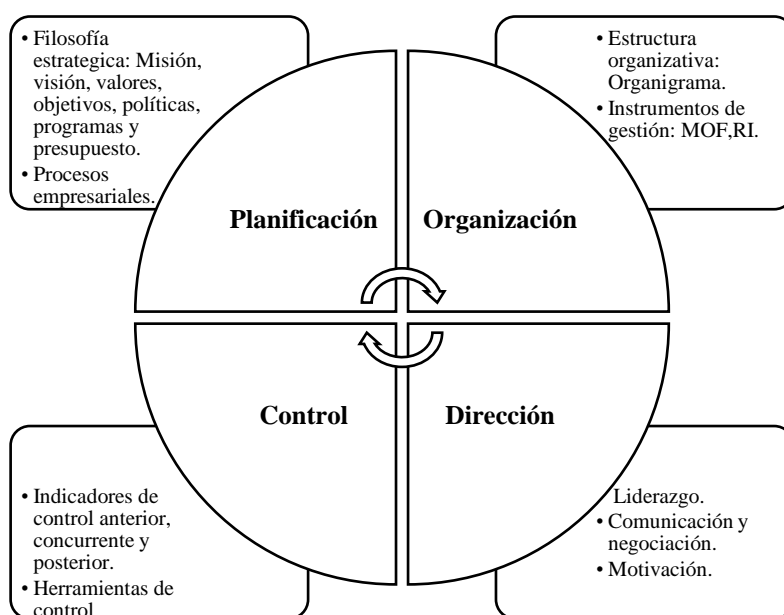 • Filosofía
estrategica: Misión,
visión, valores,
objetivos, políticas,
programas y
presupuesto.
• Procesos
empresariales.
• Estructura
organizativa:
Organigrama.
• Instrumentos de
gestión: MOF,RI.
Planificación
Organización
Control
Dirección
• Indicadores de
control anterior,
concurrente y
posterior.
• Herramientas de
control
Liderazgo.
• Comunicación y
negociación.
• Motivación.